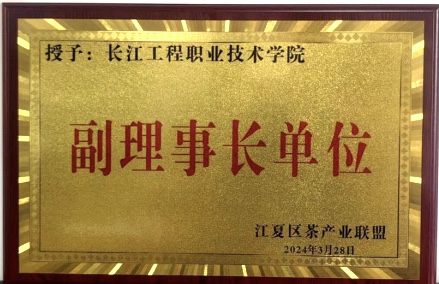 授予：长江工程职业技术学院
副理事长单位
江夏区茶产业联盟
2024年3月28日